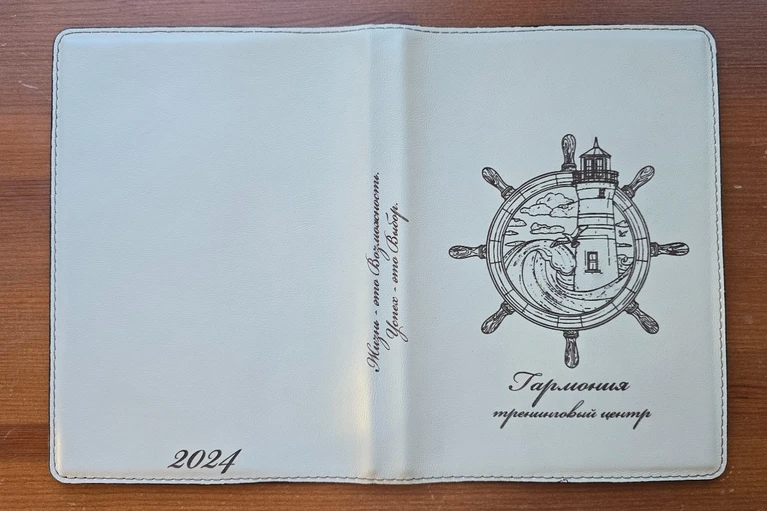 2024
Жизнь - это Возможность.
Успех - это Выбор.
Гармония
тренинговый центр